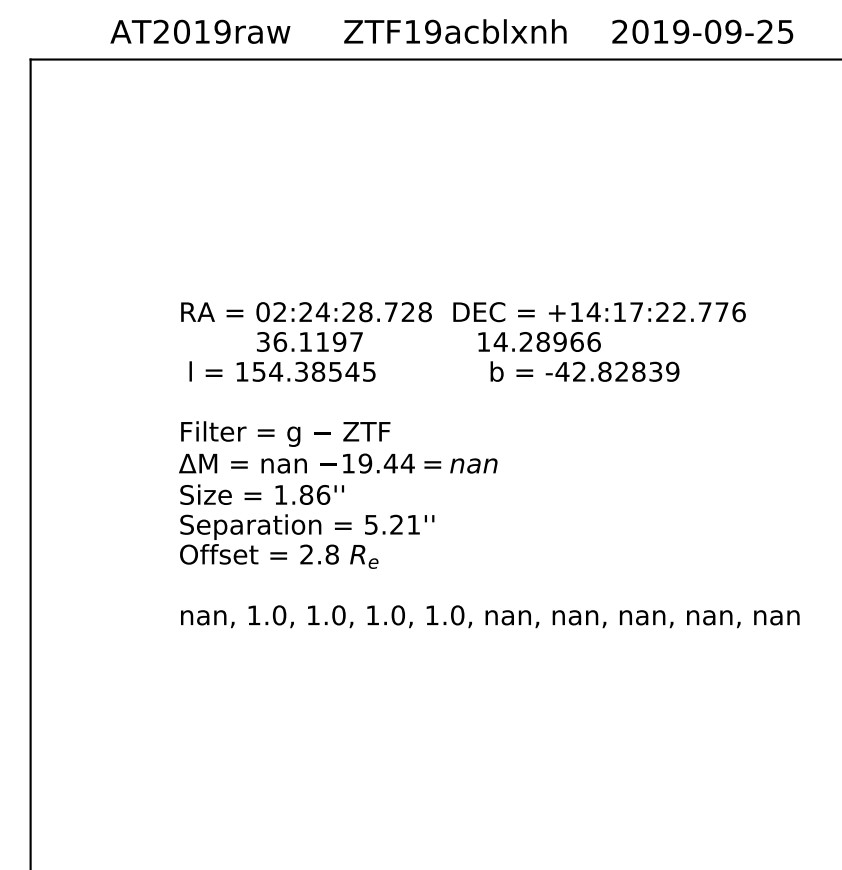 AT2019raw ZTF19acblxnh 2019-09-25
RA = 02:24:28.728 DEC = +14:17:22.776
36.1197 14.28966
l = 154.38545 b = -42.82839
Filter = g − ZTF
ΔM = nan −19.44 = nan
Size = 1.86''
Separation = 5.21''
Offset = 2.8 Re
nan, 1.0, 1.0, 1.0, 1.0, nan, nan, nan, nan, nan